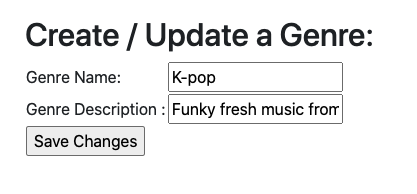 Create / Update a Genre:
Genre Name: K-pop
Genre Description : Funky fresh music from
Save Changes